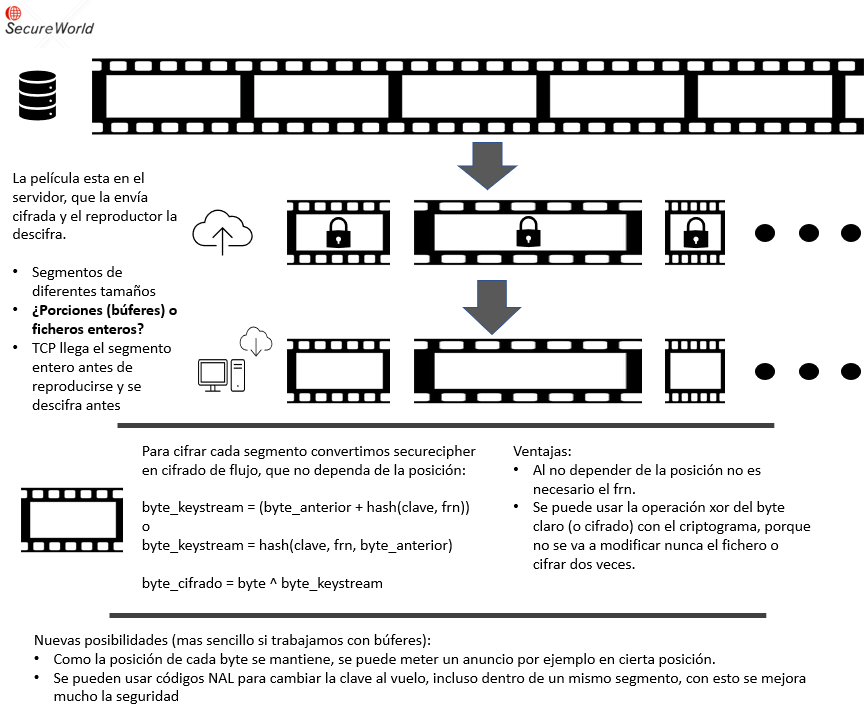 SecureWorld
La película esta en el
servidor, que la envía
cifrada y el reproductor la
descifra.
• Segmentos de
diferentes tamaños
• ¿Porciones (búferes) o
ficheros enteros?
• TCP llega el segmento
entero antes de
reproducirse y se
descifra antes
Para cifrar cada segmento convertimos securecipher
en cifrado de flujo, que no dependa de la posición:
byte_keystream = (byte_anterior + hash(clave, frn))
o
byte_keystream = hash(clave, frn, byte_anterior)
byte_cifrado = byte ^ byte_keystream
Ventajas:
• Al no depender de la posición no es
necesario el frn.
• Se puede usar la operación xor del byte
claro (o cifrado) con el criptograma, porque
no se va a modificar nunca el fichero o
cifrar dos veces.
Nuevas posibilidades (mas sencillo si trabajamos con búferes):
• Como la posición de cada byte se mantiene, se puede meter un anuncio por ejemplo en cierta posición.
• Se pueden usar códigos NAL para cambiar la clave al vuelo, incluso dentro de un mismo segmento, con esto se mejora
mucho la seguridad